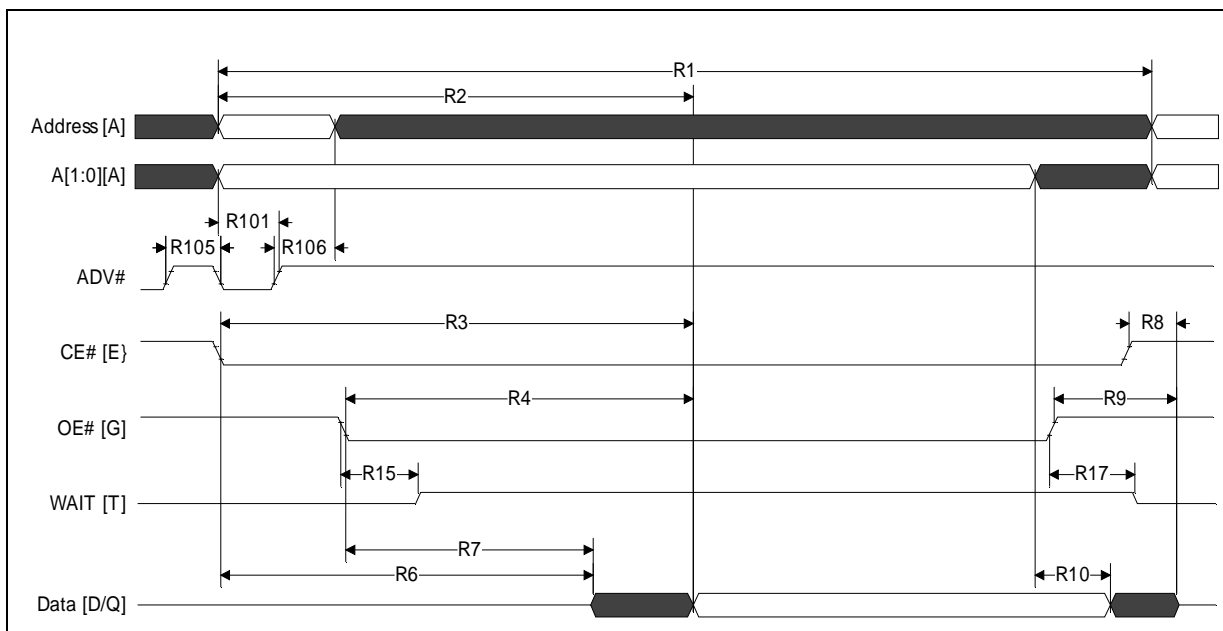 R1
R2
Address [A]
A[1:0][A]
R101
R105
R106
ADV#
R3
R8
CE# [E}
R4
R9
OE# [G]
R15
R17
WAIT [T]
R7
R6
R10
Data [D/Q]